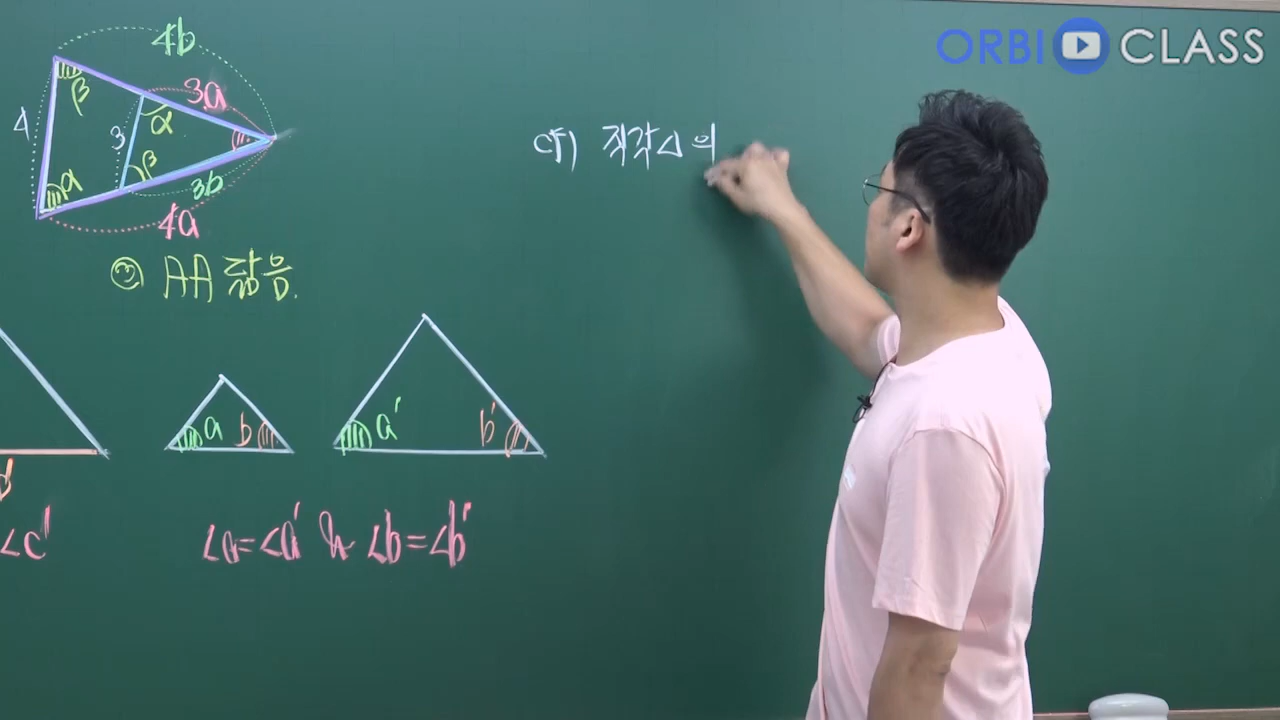 ORBI CLASS
4b
3a
4
β
α
3
β
α
3b
4a
AA 닮음.
a
b
a'
b'
∠c'
∠a=∠a' & ∠b=∠b'
cf) 직각△의